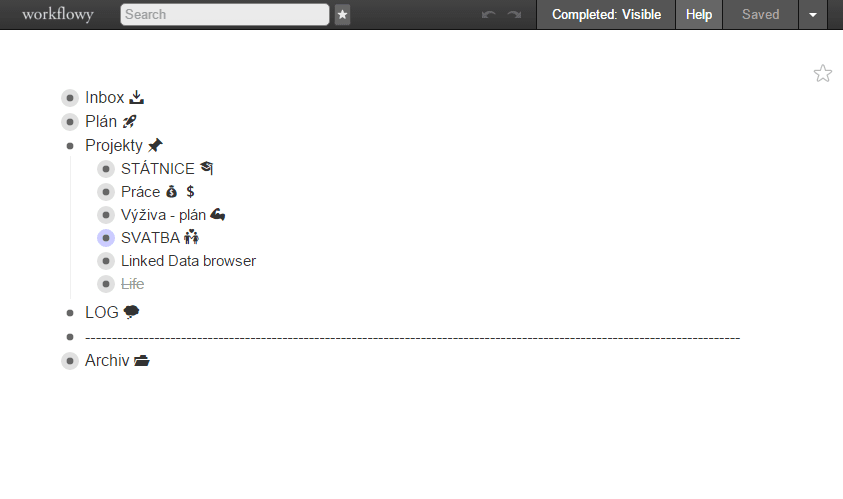 workflowy Search Completed: Visible Help Saved
Inbox
Plán
Projekty
STÁTNICE
Práce $
Výživa - plán
SVATBA
Linked Data browser
Life
LOG
-----------------------------------------------------------------------------------------------------------------------------
Archiv